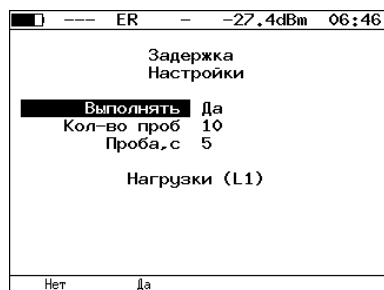 --- ER - -27.4dBm 06:46
Задержка
Настройки
Выполнять Да
Кол-во проб 10
Проба,с 5
Нагрузки (L1)
Нет Да